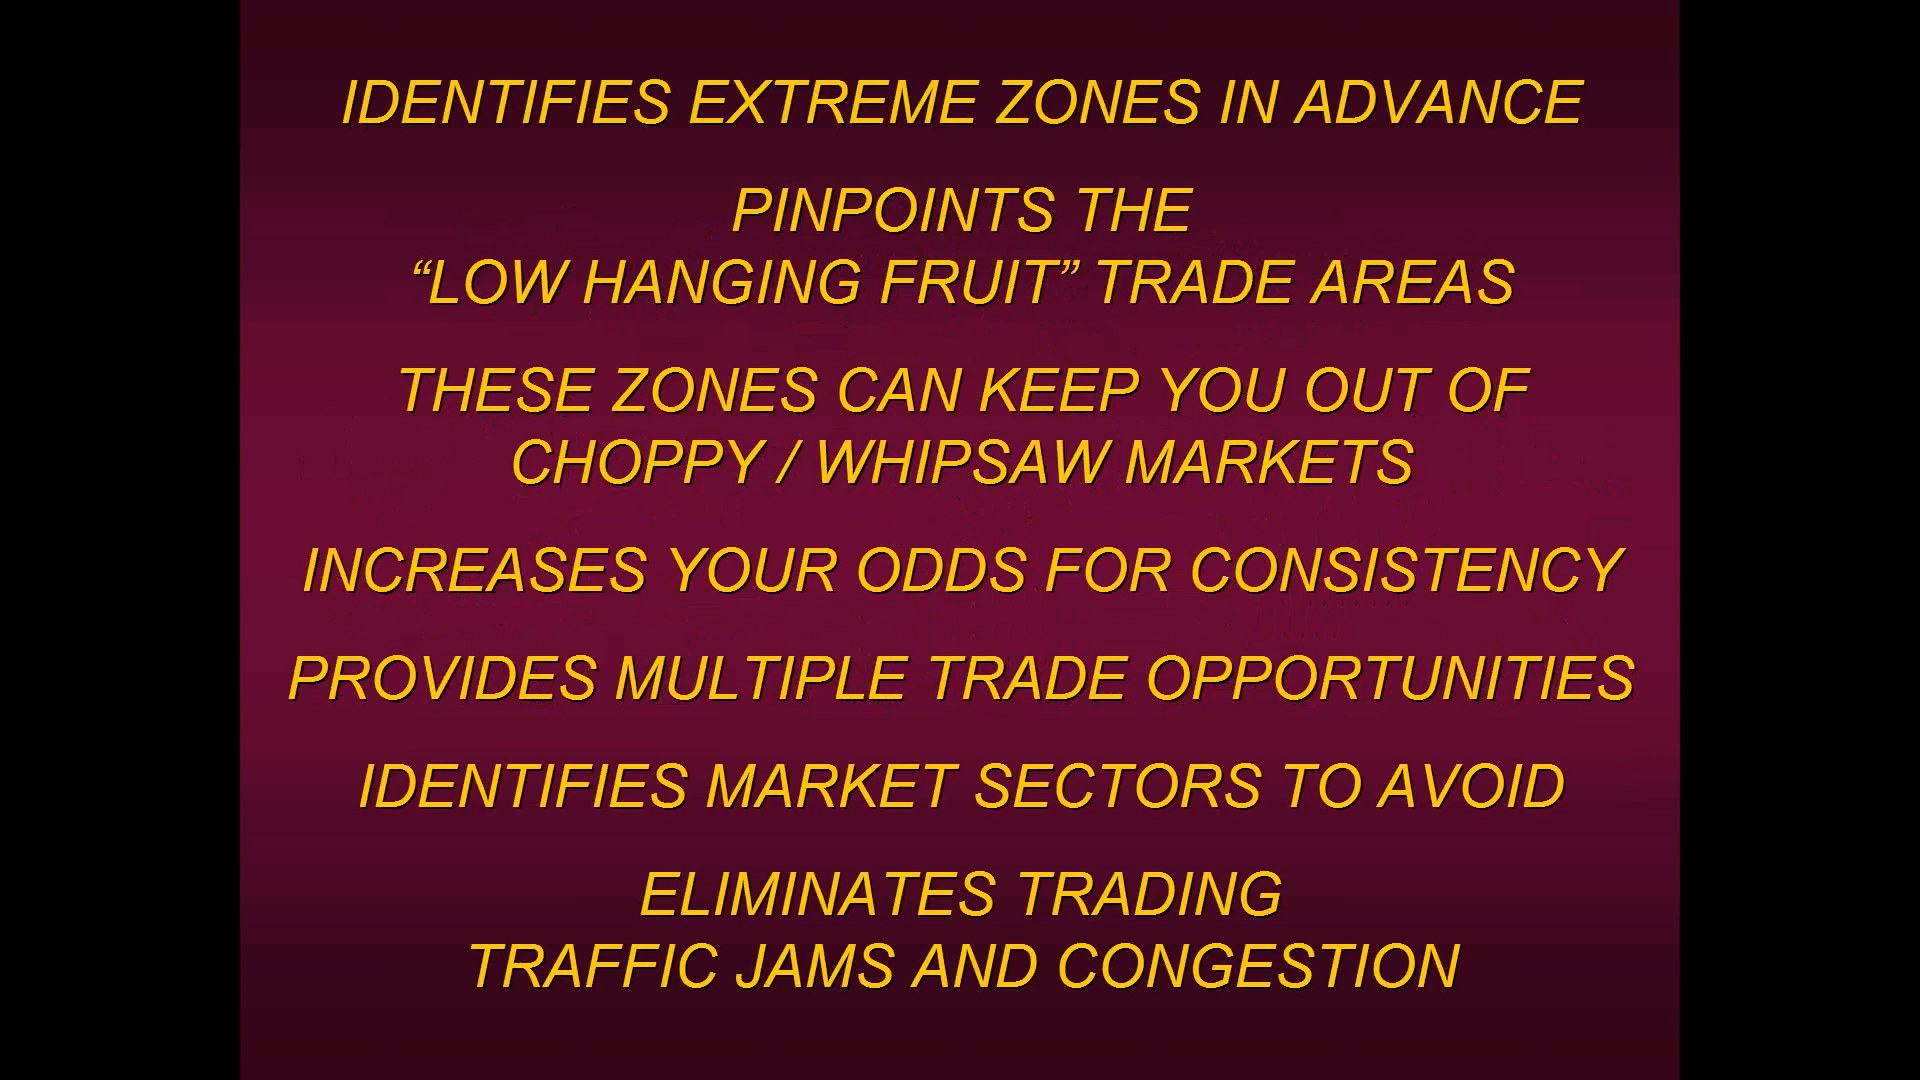 IDENTIFIES EXTREME ZONES IN ADVANCE
PINPOINTS THE
“LOW HANGING FRUIT” TRADE AREAS
THESE ZONES CAN KEEP YOU OUT OF
CHOPPY / WHIPSAW MARKETS
INCREASES YOUR ODDS FOR CONSISTENCY
PROVIDES MULTIPLE TRADE OPPORTUNITIES
IDENTIFIES MARKET SECTORS TO AVOID
ELIMINATES TRADING
TRAFFIC JAMS AND CONGESTION